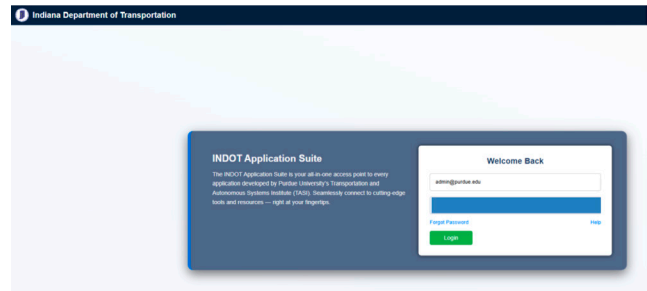 Indiana Department of Transportation
INDOT Application Suite
The INDOT Application Suite is your all-in-one access point to every
application developed by Purdue University's Transportation and
Autonomous Systems Institute (TASI). Seamlessly connect to cutting-edge
tools and resources — right at your fingertips.
Welcome Back
admin@purdue.edu
Forgot Password
Help
Login